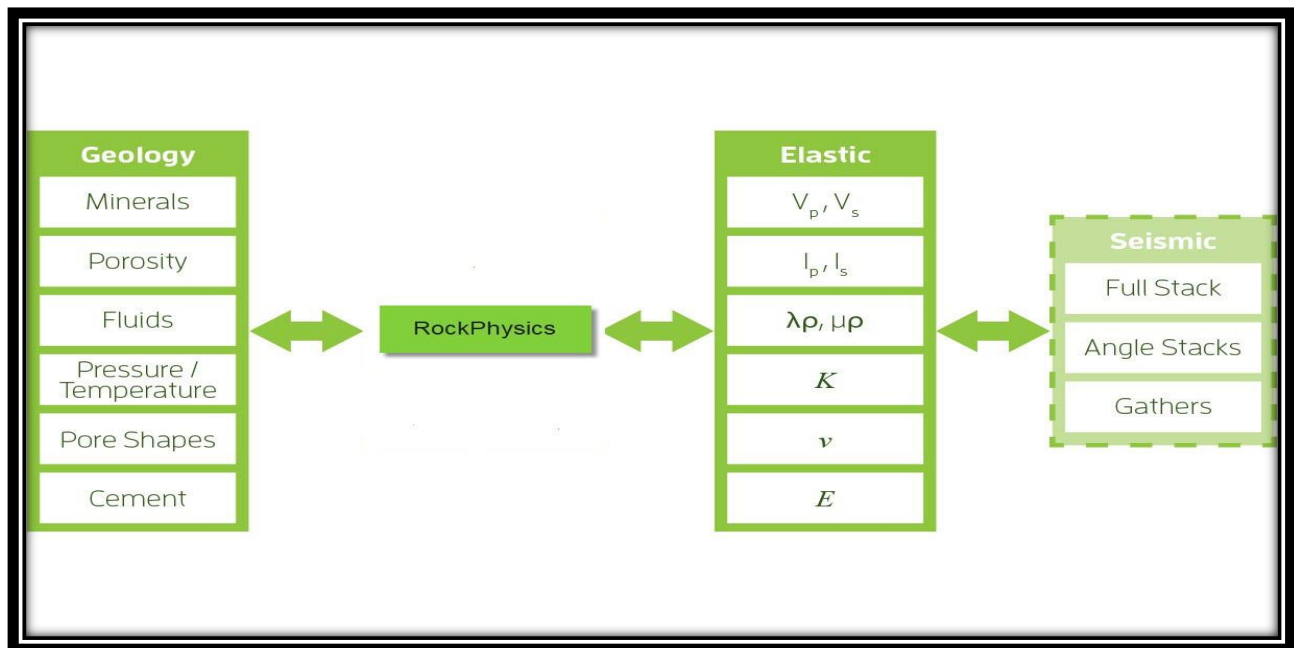 Geology
Minerals
Porosity
Fluids
Pressure /
Temperature
Pore Shapes
Cement
RockPhysics
Elastic
Vp, Vs
Ip, Is
λρ, μρ
K
ν
E
Seismic
Full Stack
Angle Stacks
Gathers